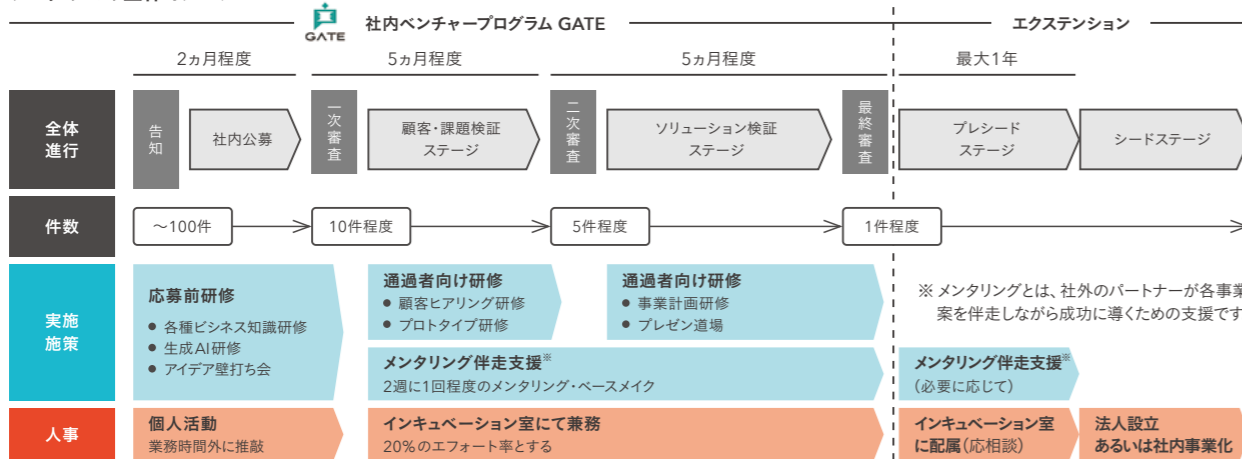 GATE
社内ベンチャープログラム GATE
エクステンション
2ヵ月程度
5ヵ月程度
5ヵ月程度
最大1年
全体
進行
告知
社内公募
一次審査
顧客・課題検証
ステージ
二次審査
ソリューション検証
ステージ
最終審査
プレシード
ステージ
シードステージ
件数
〜100件
10件程度
5件程度
1件程度
実施
施策
応募前研修
● 各種ビジネス知識研修
● 生成AI研修
● アイデア壁打ち会
通過者向け研修
● 顧客ヒアリング研修
● プロトタイプ研修
通過者向け研修
● 事業計画研修
● プレゼン道場
※ メンタリングとは、社外のパートナーが各事業
案を伴走しながら成功に導くための支援です
メンタリング伴走支援※
2週に1回程度のメンタリング・ベースメイク
メンタリング伴走支援※
(必要に応じて)
人事
個人活動
業務時間外に推敲
インキュベーション室にて兼務
20%のエフォート率とする
インキュベーション室
に配属(応相談)
法人設立
あるいは社内事業化